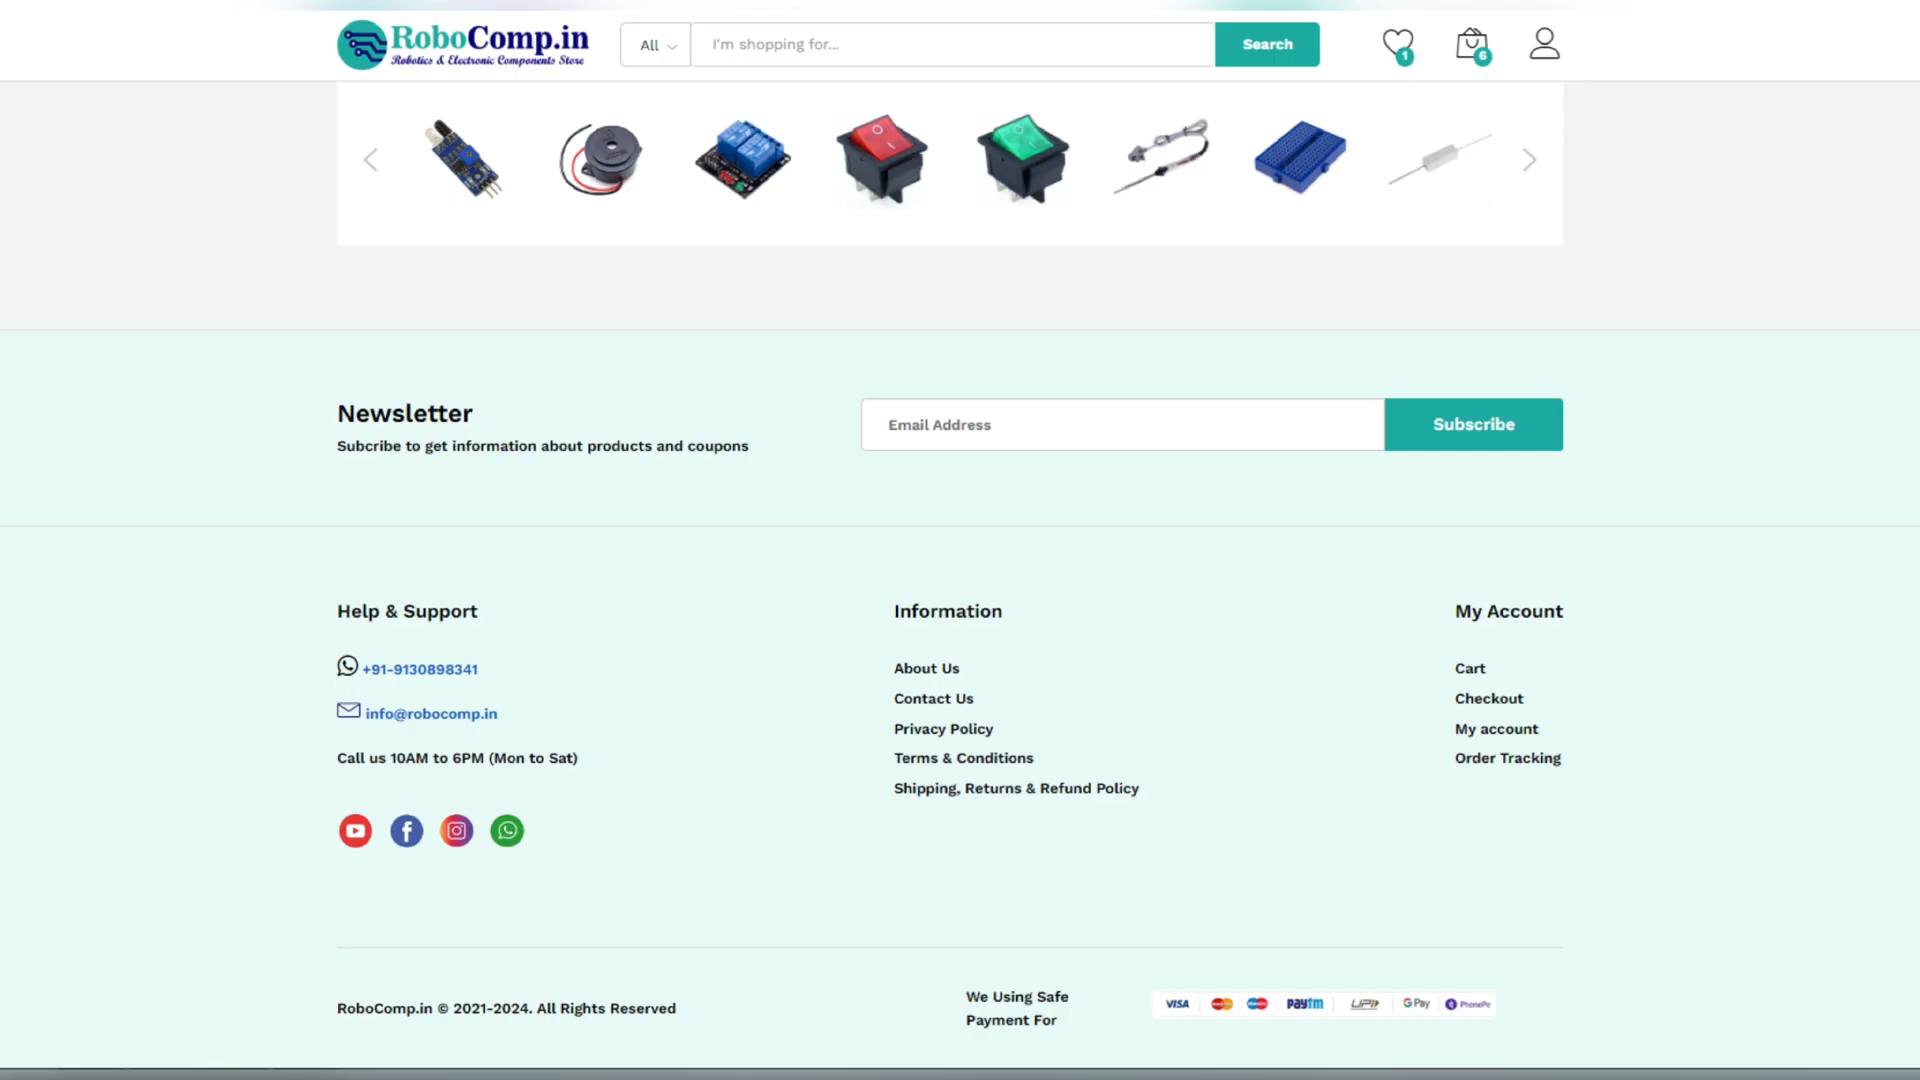 RoboComp.in
Robotics & Electronic Components Store
All
I'm shopping for...
Search
1
6
Newsletter
Subcribe to get information about products and coupons
Email Address
Subscribe
Help & Support
+91-9130898341
info@robocomp.in
Call us 10AM to 6PM (Mon to Sat)
Information
About Us
Contact Us
Privacy Policy
Terms & Conditions
Shipping, Returns & Refund Policy
My Account
Cart
Checkout
My account
Order Tracking
RoboComp.in © 2021-2024. All Rights Reserved
We Using Safe
Payment For
VISA
paytm
UPI
G Pay
PhonePe